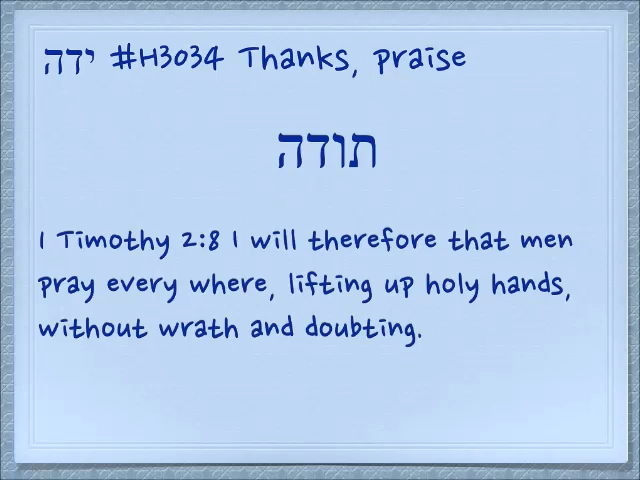 ידה #H3034 Thanks, praise
תודה
1 Timothy 2:8 I will therefore that men
pray every where, lifting up holy hands,
without wrath and doubting.